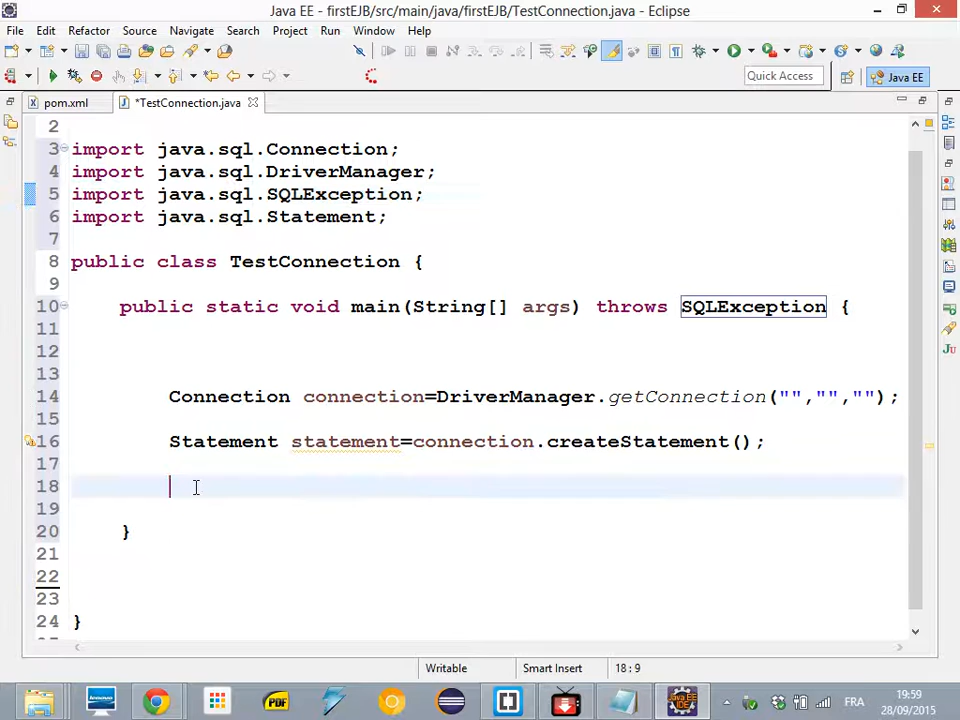 Java EE - firstEJB/src/main/java/firstEJB/TestConnection.java - Eclipse
File Edit Refactor Source Navigate Search Project Run Window Help
Quick Access
Java EE
pom.xml
*TestConnection.java
2
3 import java.sql.Connection;
4 import java.sql.DriverManager;
5 import java.sql.SQLException;
6 import java.sql.Statement;
7
8 public class TestConnection {
9
10 public static void main(String[] args) throws SQLException {
11
12
13
14 Connection connection=DriverManager.getConnection("","","");
15
16 Statement statement=connection.createStatement();
17
18
19
20 }
21
22
23
24 }
Writable Smart Insert 18 : 9
PDF
FRA
19:59
28/09/2015